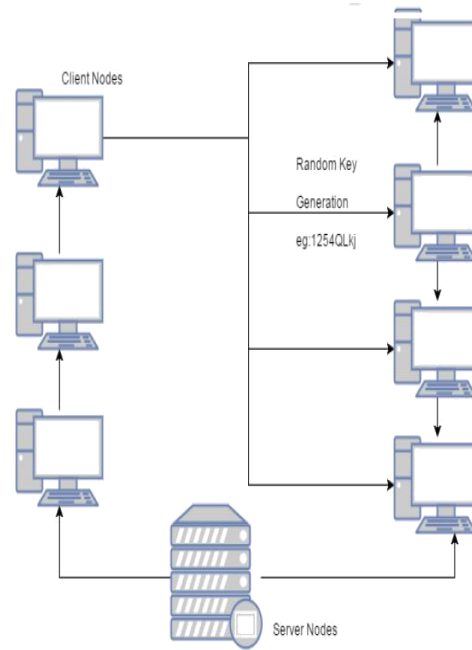 Client Nodes
Random Key
Generation
eg:1254QLkj
Server Nodes